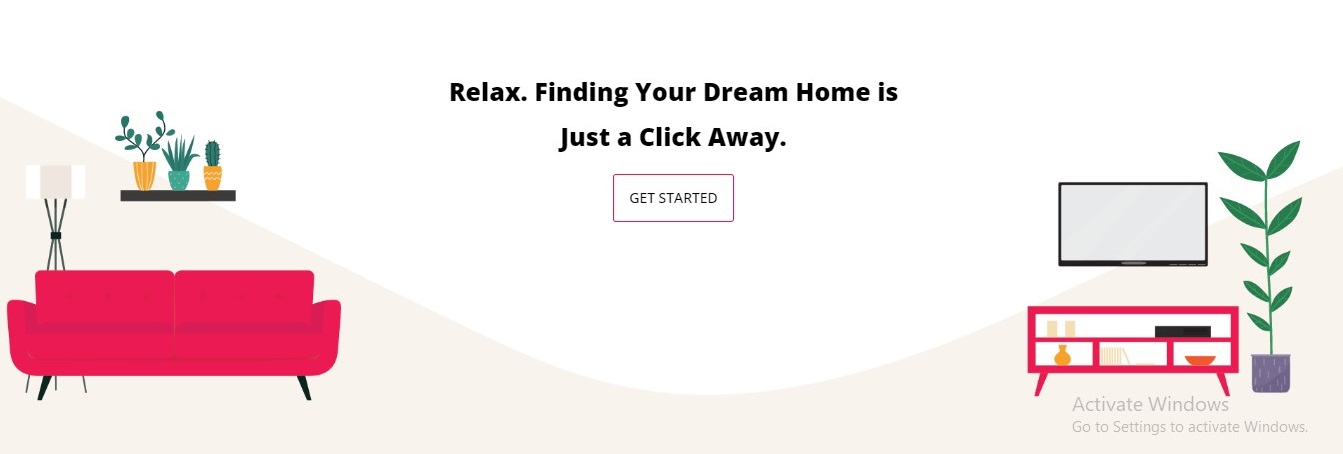 Relax. Finding Your Dream Home is
Just a Click Away.
GET STARTED
Activate Windows
Go to Settings to activate Windows.